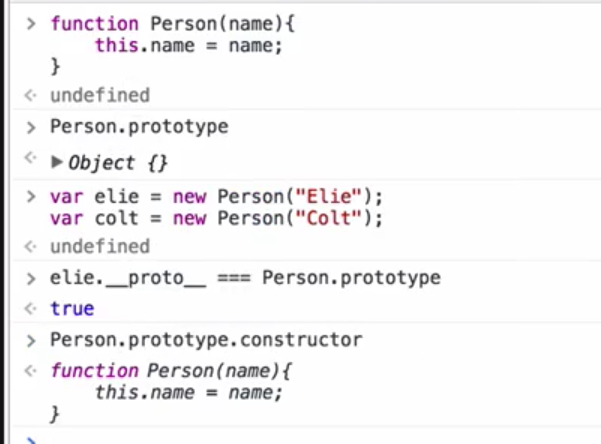 > function Person(name){
    this.name = name;
}
<· undefined
> Person.prototype
<· ▶ Object {}
> var elie = new Person("Elie");
var colt = new Person("Colt");
<· undefined
> elie.__proto__ === Person.prototype
<· true
> Person.prototype.constructor
<· function Person(name){
    this.name = name;
}
>